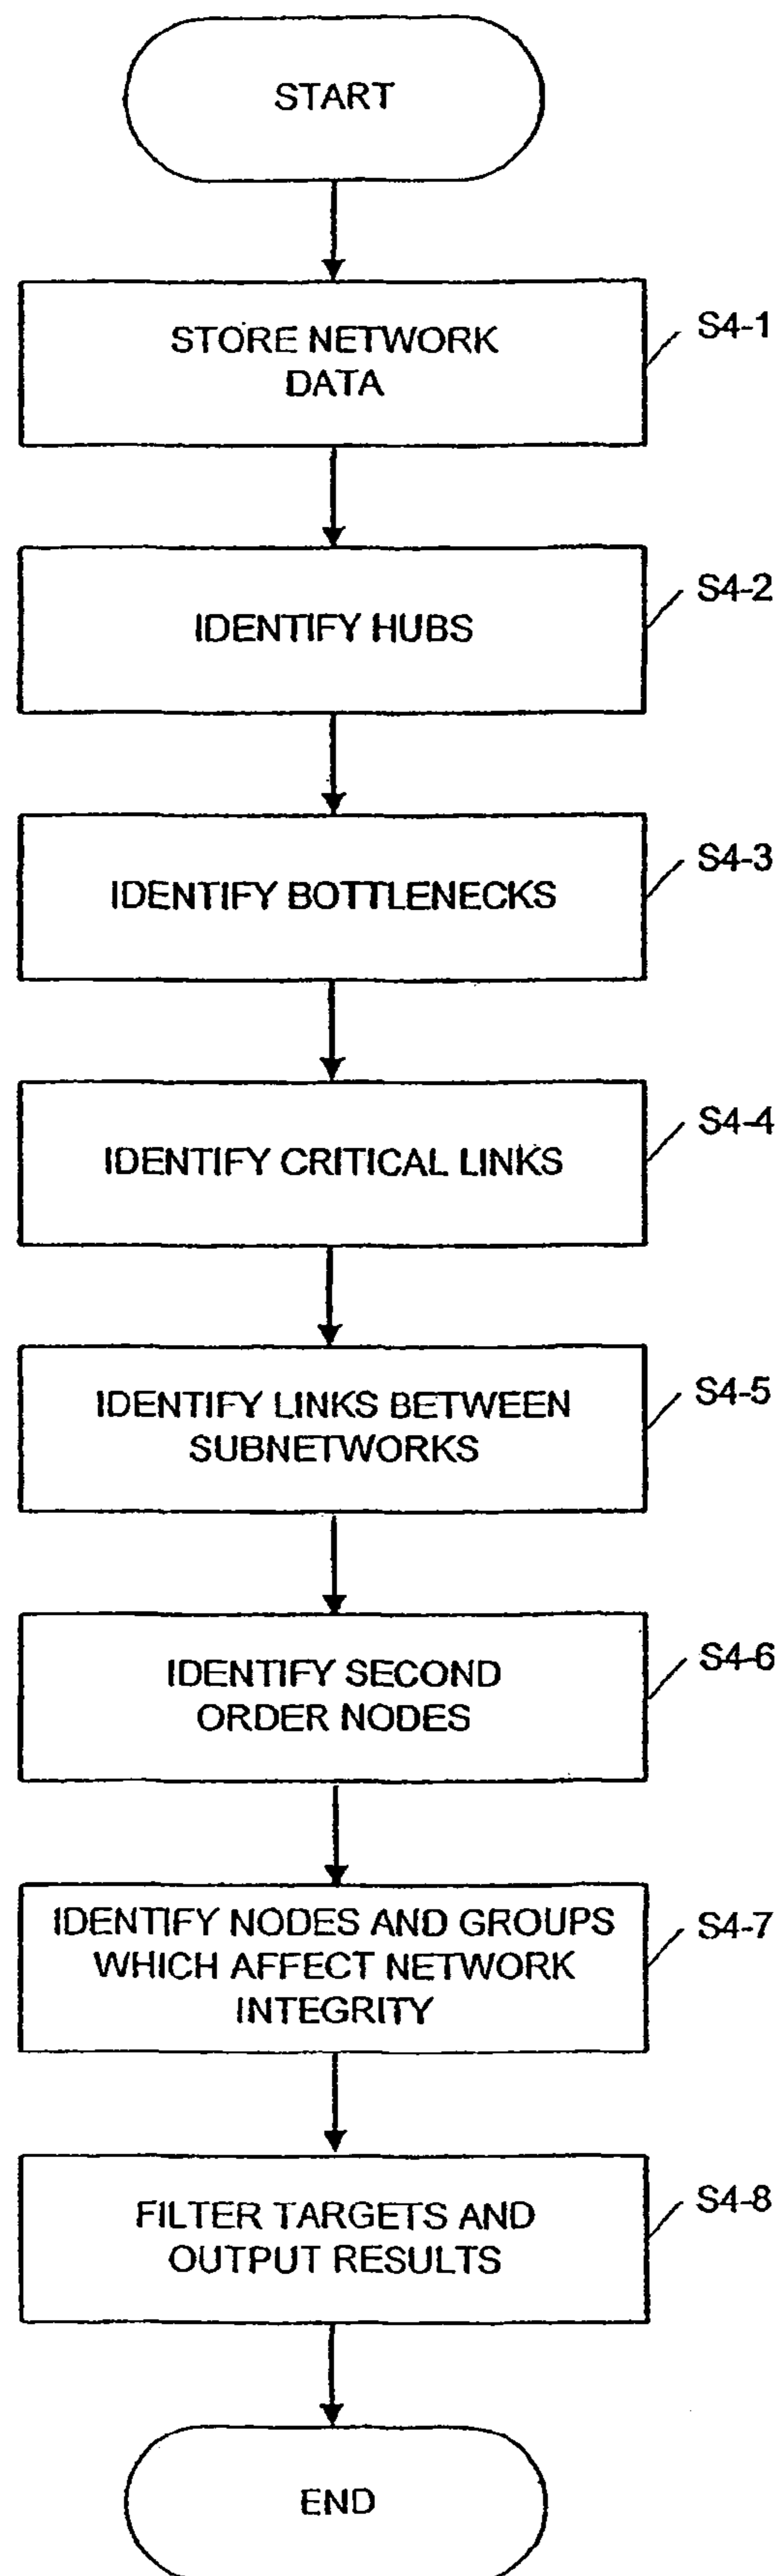 START
STORE NETWORK
DATA
S4-1
IDENTIFY HUBS
S4-2
IDENTIFY BOTTLENECKS
S4-3
IDENTIFY CRITICAL LINKS
S4-4
IDENTIFY LINKS BETWEEN
SUBNETWORKS
S4-5
IDENTIFY SECOND
ORDER NODES
S4-6
IDENTIFY NODES AND GROUPS
WHICH AFFECT NETWORK
INTEGRITY
S4-7
FILTER TARGETS AND
OUTPUT RESULTS
S4-8
END